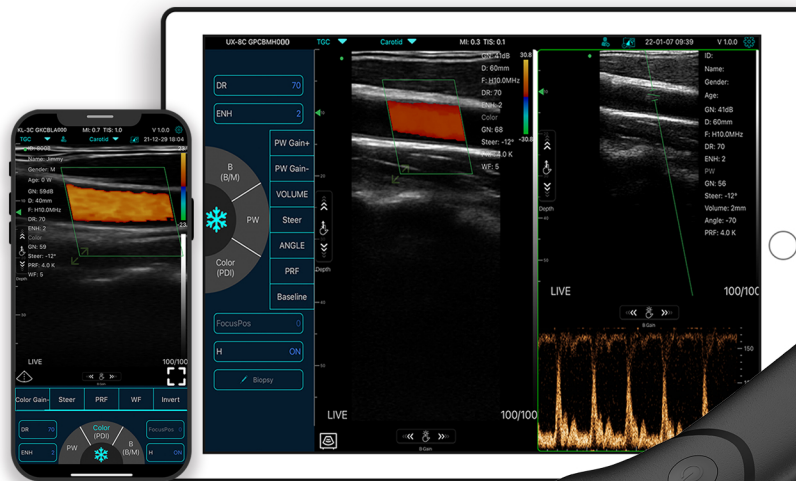 KL-3C GKCBLA000 MI: 0.7 TIS: 1.0 V 1.0.0
TGC Carotid 21-12-29 18:04
Name: Jimmy
Gender: M
Age: 0 W
GN: 59dB
D: 40mm
F: H10.0MHz
DR: 70
ENH: 2
Color
GN: 59
Steer: -12°
PRF: 4.0 K
WF: 5
Depth
LIVE
100/100
B Gain
Color Gain- Steer PRF WF Invert
DR 70
ENH 2
PW
Color
(PDI)
B
(B/M)
FocusPos
H ON
UX-8C GPCBMH000 TGC Carotid MI: 0.3 TIS: 0.1 22-01-07 09:39 V 1.0.0
DR 70
ENH 2
B
(B/M)
PW
Color
(PDI)
PW Gain+
PW Gain-
VOLUME
Steer
ANGLE
PRF
Baseline
FocusPos 0
H ON
Biopsy
GN: 41dB
D: 60mm
F: H10.0MHz
DR: 70
ENH: 2
Color
GN: 68
Steer: -12°
PRF: 4.0 K
WF: 5
30.8
-30.8
Depth
LIVE
100/100
B Gain
ID:
Name:
Gender:
Age:
GN: 41dB
D: 60mm
F: H10.0MHz
DR: 70
ENH: 2
PW
GN: 56
Steer: -12°
Volume: 2mm
Angle: -70
PRF: 4.0 K
Depth
LIVE
100/100
B Gain
150